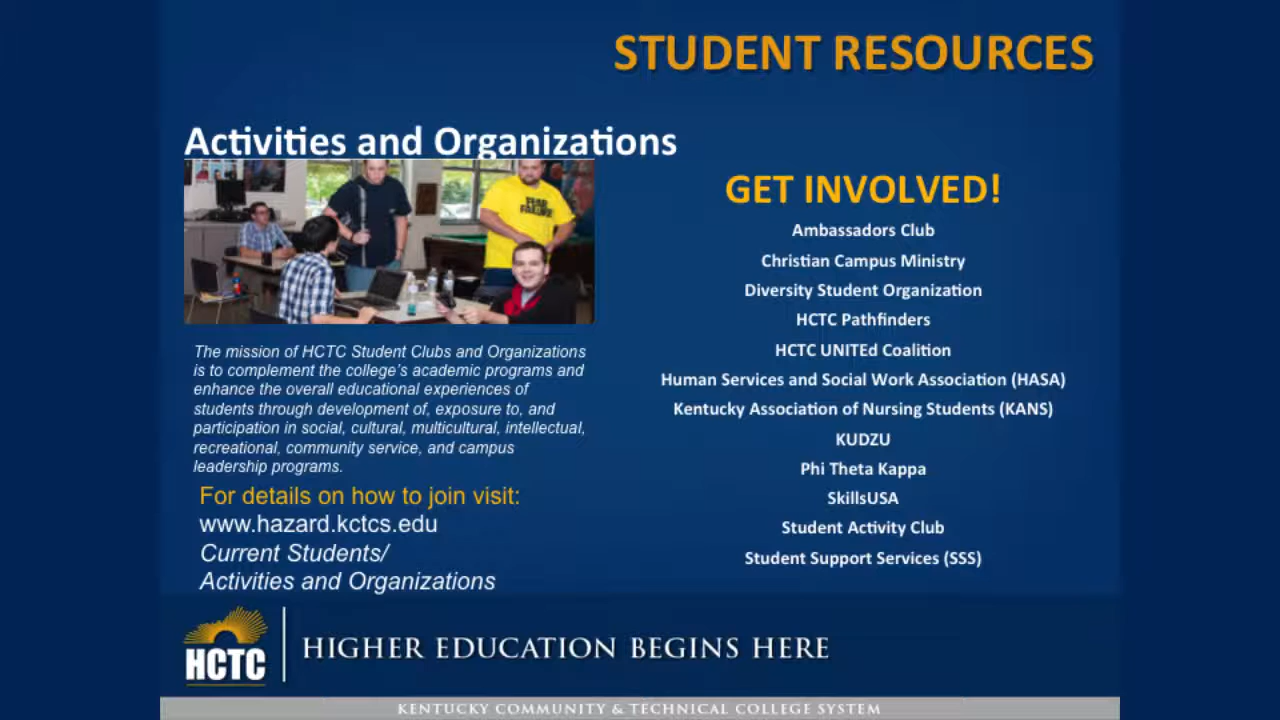 STUDENT RESOURCES
Activities and Organizations
FEAR
FAILURE
The mission of HCTC Student Clubs and Organizations
is to complement the college's academic programs and
enhance the overall educational experiences of
students through development of, exposure to, and
participation in social, cultural, multicultural, intellectual,
recreational, community service, and campus
leadership programs.
For details on how to join visit:
www.hazard.kctcs.edu
Current Students/
Activities and Organizations
GET INVOLVED!
Ambassadors Club
Christian Campus Ministry
Diversity Student Organization
HCTC Pathfinders
HCTC UNITEd Coalition
Human Services and Social Work Association (HASA)
Kentucky Association of Nursing Students (KANS)
KUDZU
Phi Theta Kappa
SkillsUSA
Student Activity Club
Student Support Services (SSS)
HCTC
HIGHER EDUCATION BEGINS HERE
KENTUCKY COMMUNITY & TECHNICAL COLLEGE SYSTEM